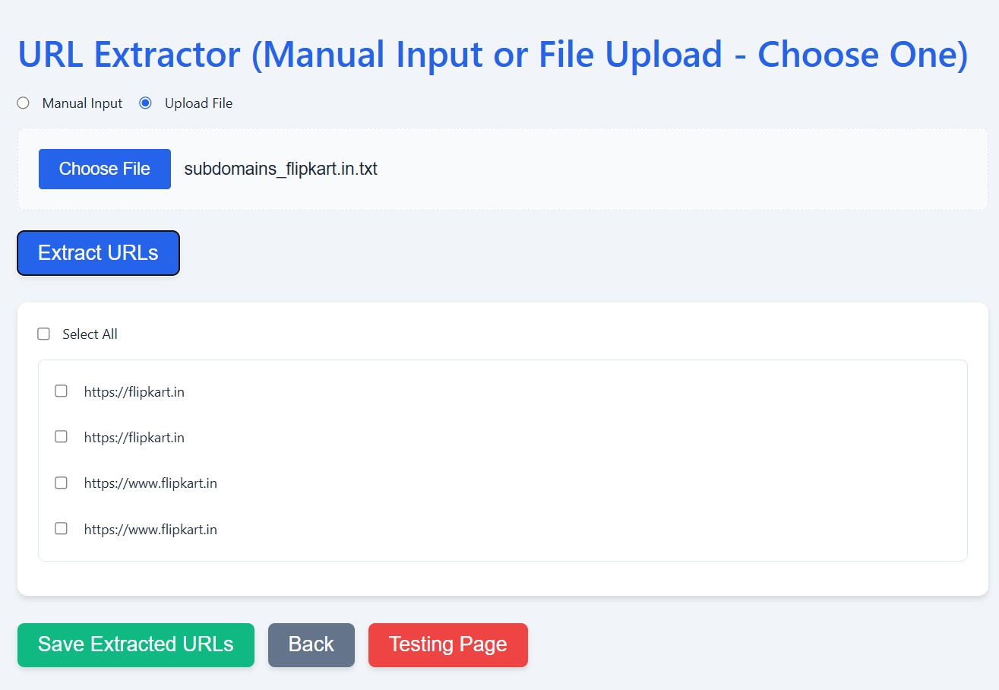 URL Extractor (Manual Input or File Upload - Choose One)
Manual Input Upload File
Choose File subdomains_flipkart.in.txt
Extract URLs
Select All
https://flipkart.in
https://flipkart.in
https://www.flipkart.in
https://www.flipkart.in
Save Extracted URLs Back Testing Page